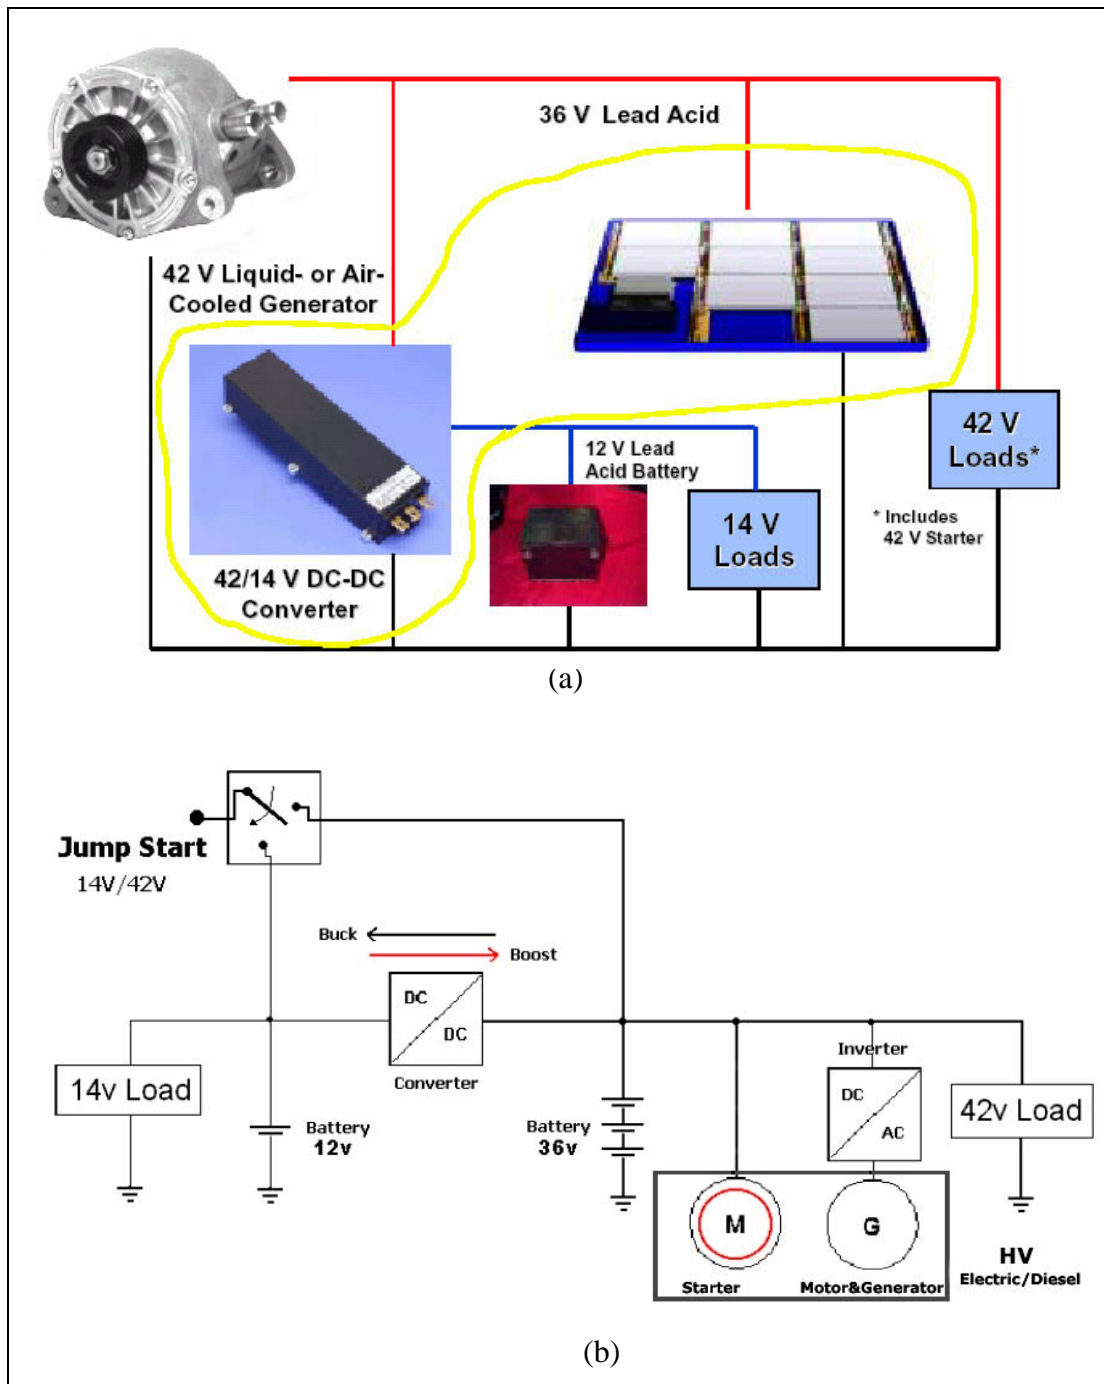 36 V Lead Acid
42 V Liquid- or Air-
Cooled Generator
12 V Lead
Acid Battery
42 V
Loads*
14 V
Loads
* Includes
42 V Starter
42/14 V DC-DC
Converter
(a)
Jump Start
14V/42V
Buck
Boost
DC
DC
Converter
Inverter
14v Load
DC
AC
42v Load
Battery
12v
Battery
36v
M
G
Starter
Motor&Generator
HV
Electric/Diesel
(b)